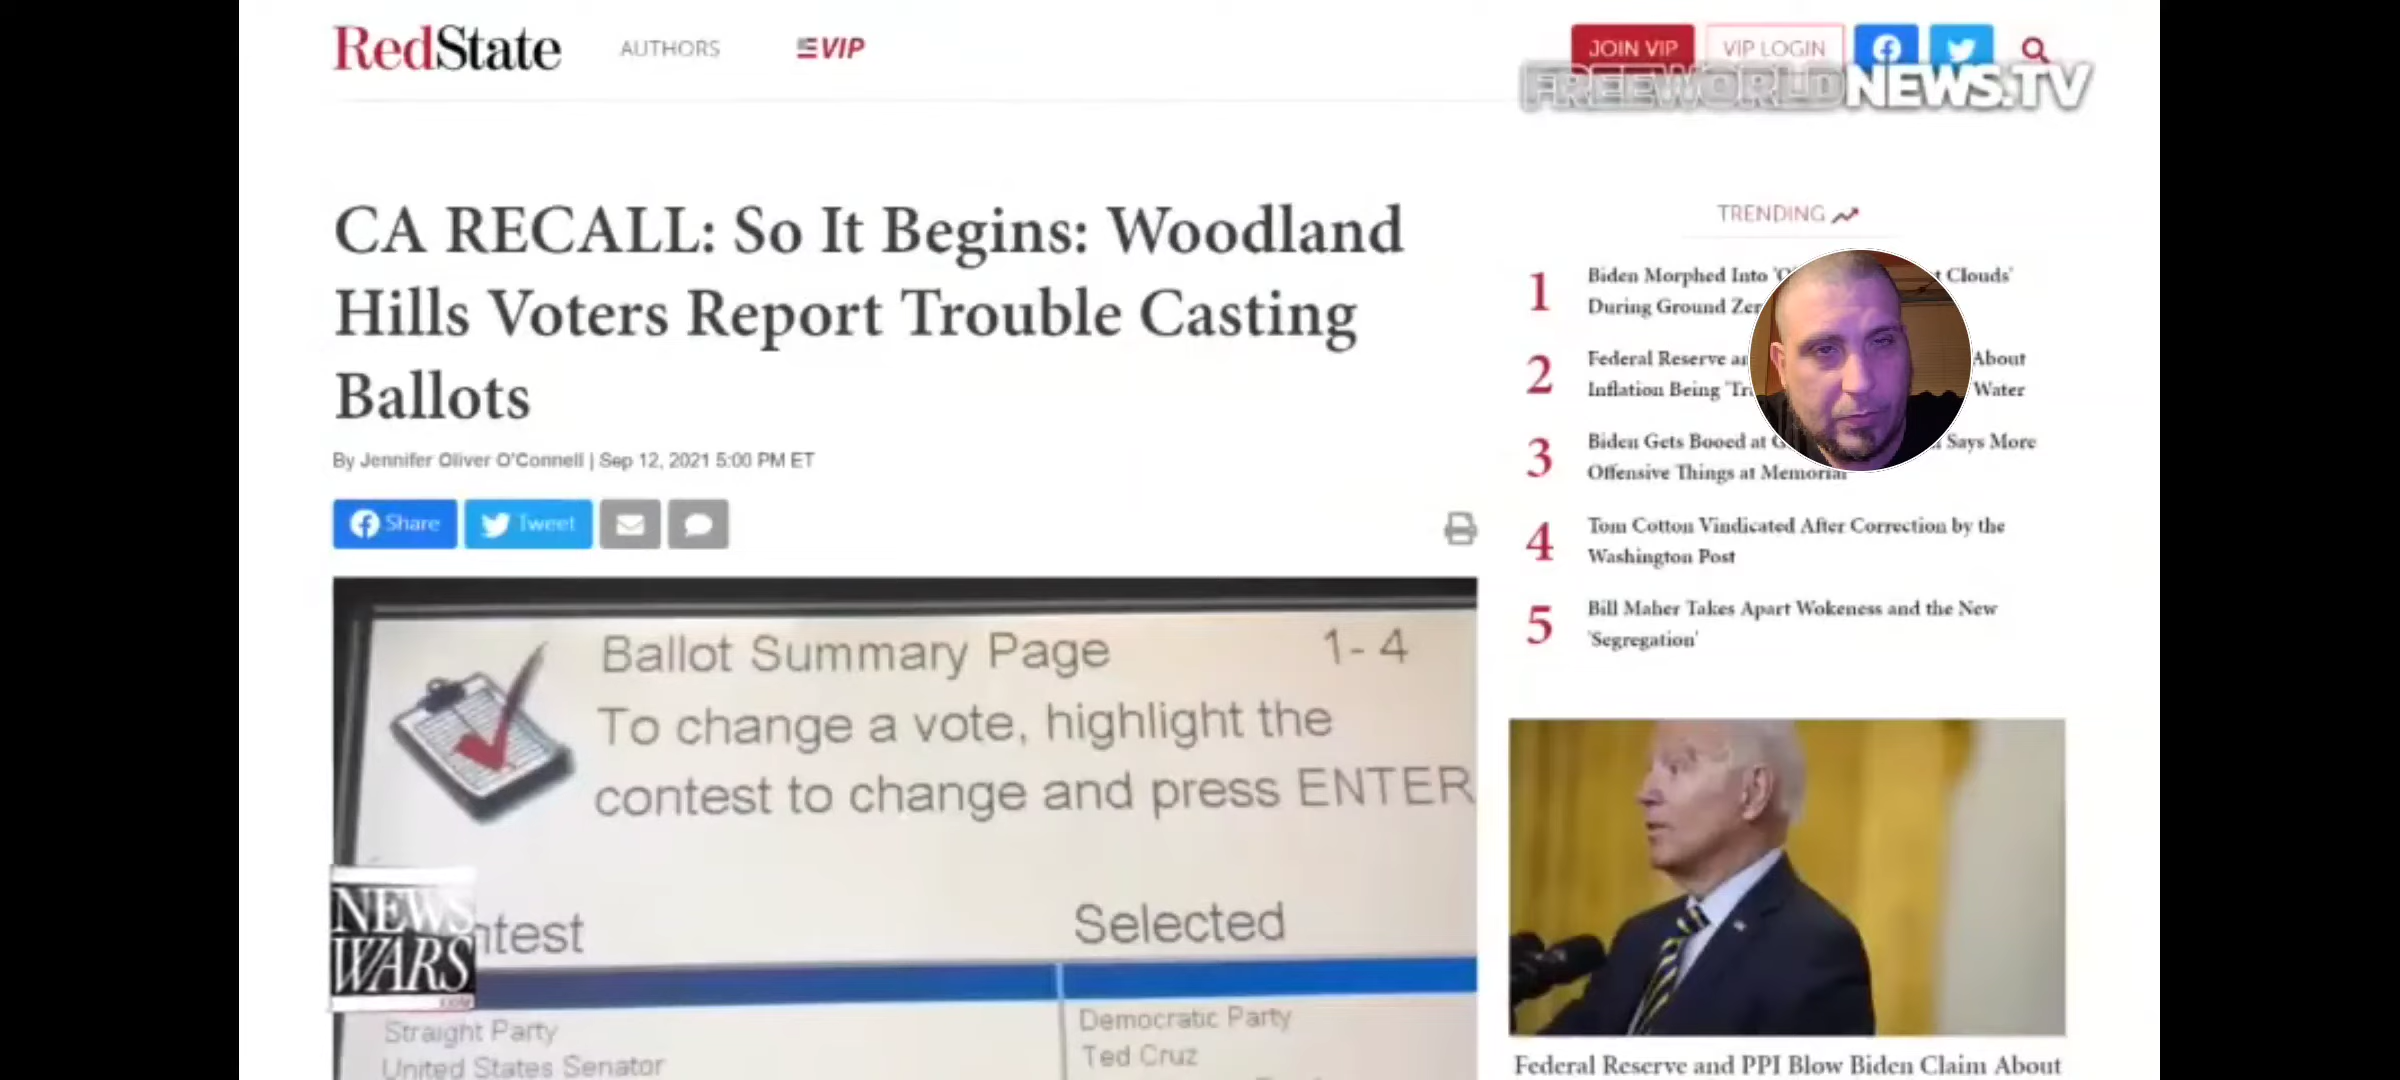 RedState
AUTHORS
VIP
JOIN VIP
VIP LOGIN
FREEWORLDNEWS.TV
CA RECALL: So It Begins: Woodland
Hills Voters Report Trouble Casting
Ballots
By Jennifer Oliver O'Connell | Sep 12, 2021 5:00 PM ET
Share
Tweet
Ballot Summary Page 1-4
To change a vote, highlight the
contest to change and press ENTER
ntest Selected
Straight Party Democratic Party
United States Senator Ted Cruz
NEWS
WARS
TRENDING
1
Biden Morphed Into t Clouds'
During Ground
2
Federal Reserve About
Inflation Being Water
3
Biden Gets Booed at Says More
Offensive Things at Memorial
4
Tom Cotton Vindicated After Correction by the
Washington Post
5
Bill Maher Takes Apart Wokeness and the New
'Segregation'
Federal Reserve and PPI Blow Biden Claim About